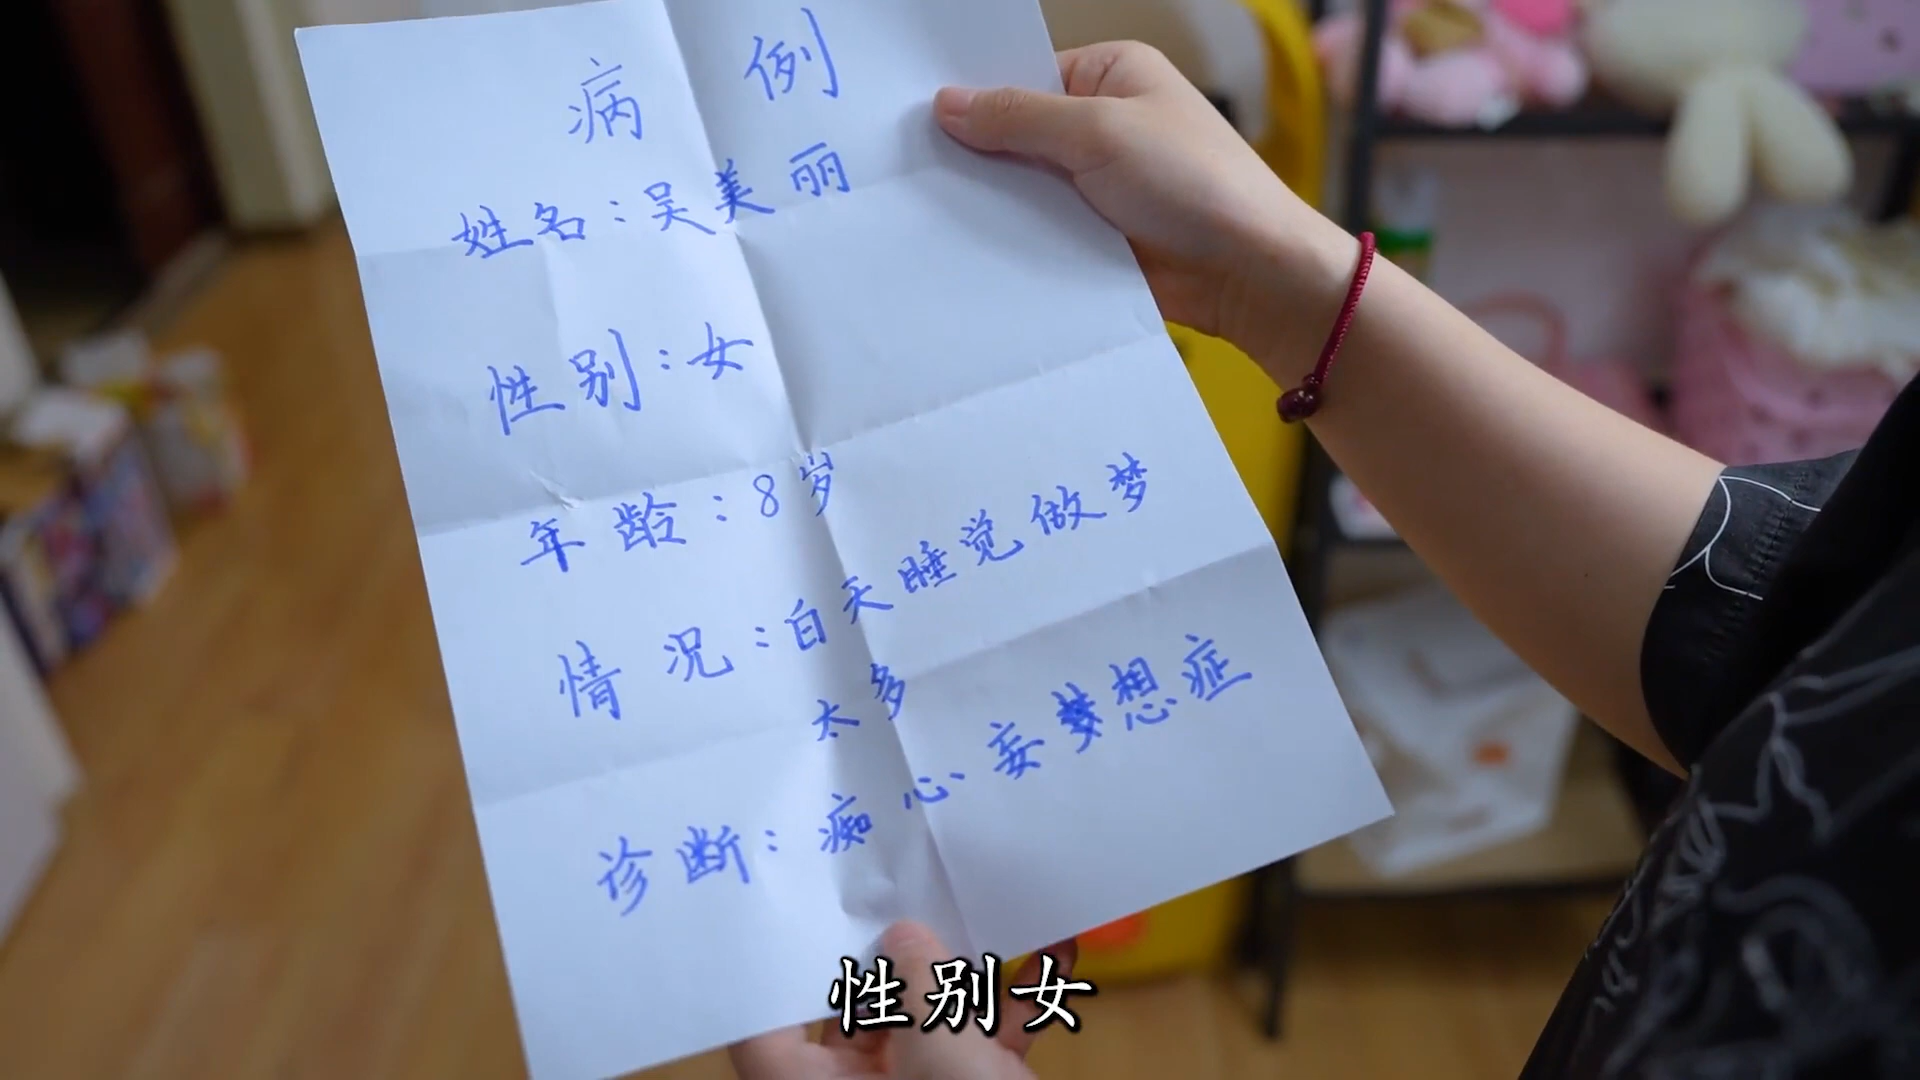 病例
姓名:吴美丽
性别:女
年龄:8岁
情况:白天睡觉做梦
太多
诊断:痴心妄梦想症
性别女